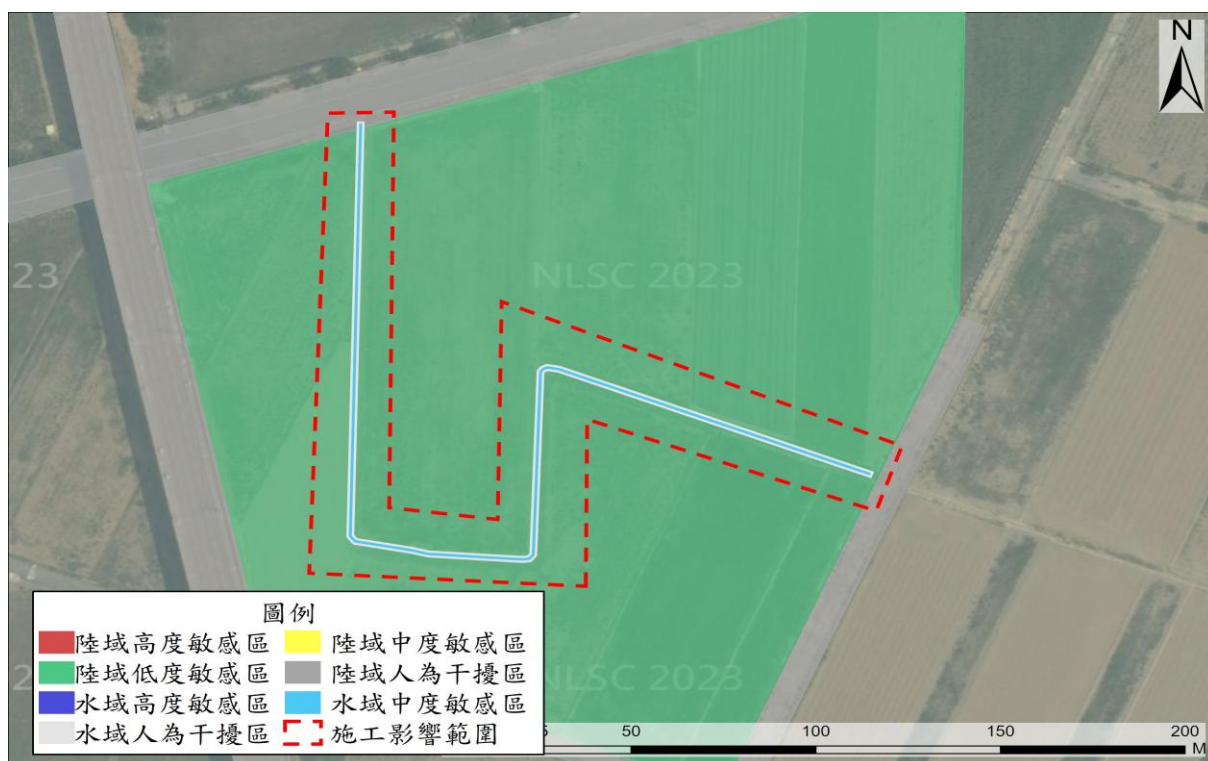 N
23
NLSC 2023
圖例
陸域高度敏感區
陸域中度敏感區
陸域低度敏感區
陸域人為干擾區
水域高度敏感區
水域中度敏感區
水域人為干擾區
施工影響範圍
2
NLSC 2023
50
100
150
200
M